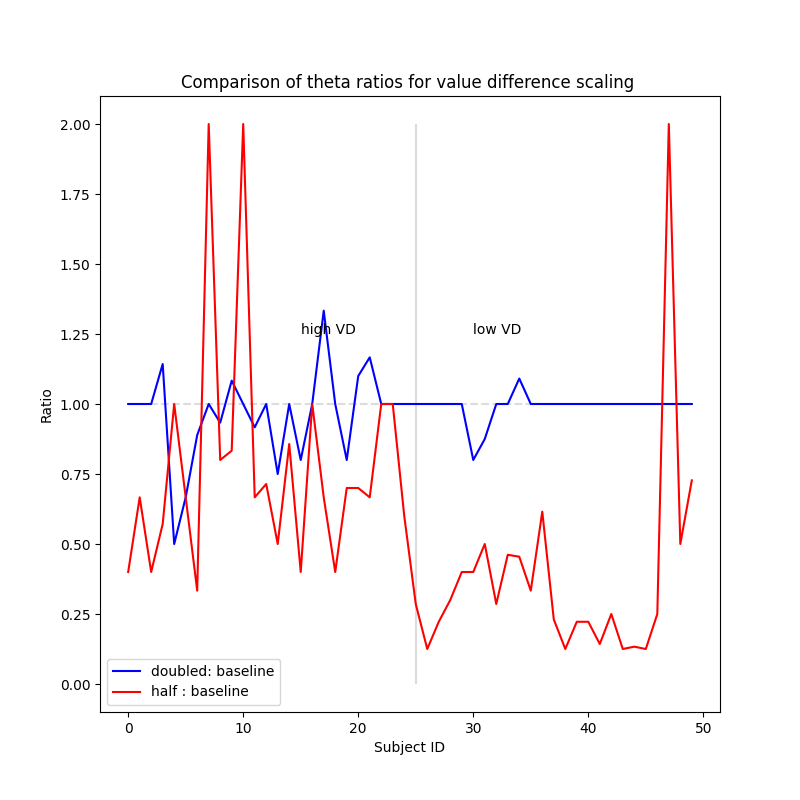 Comparison of theta ratios for value difference scaling
2.00
1.75
1.50
1.25
1.00
0.75
0.50
0.25
0.00
Ratio
high VD
low VD
doubled: baseline
half : baseline
0 10 20 30 40 50
Subject ID